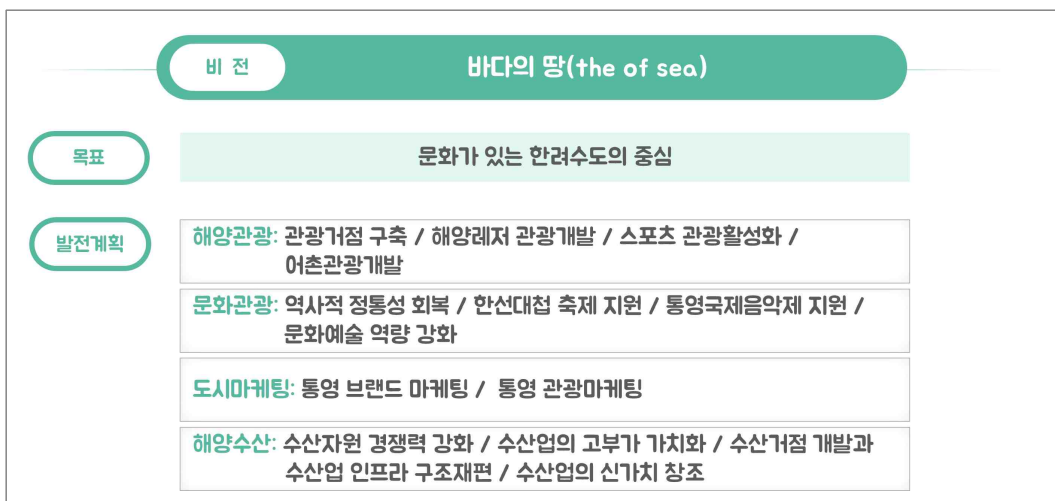 비 전
바다의 땅(the of sea)
목표
문화가 있는 한려수도의 중심
발전계획
해양관광: 관광거점 구축 / 해양레저 관광개발 / 스포츠 관광활성화 /
어촌관광개발
문화관광: 역사적 정통성 회복 / 한선대첩 축제 지원 / 통영국제음악제 지원 /
문화예술 역량 강화
도시마케팅: 통영 브랜드 마케팅 / 통영 관광마케팅
해양수산: 수산자원 경쟁력 강화 / 수산업의 고부가 가치화 / 수산거점 개발과
수산업 인프라 구조재편 / 수산업의 신가치 창조